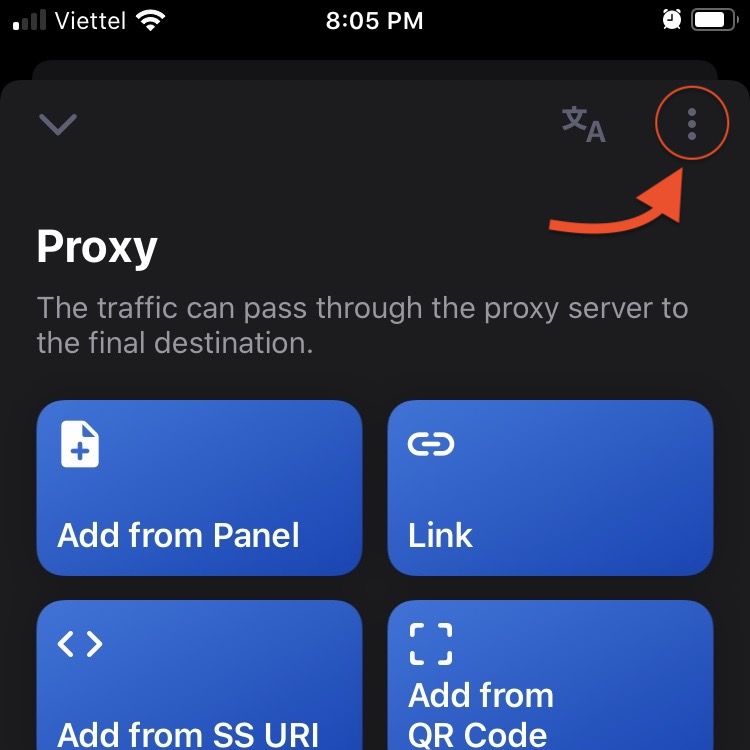 Viettel 8:05 PM
文A
Proxy
The traffic can pass through the proxy server to
the final destination.
Add from Panel
Link
Add from SS URI
Add from
QR Code